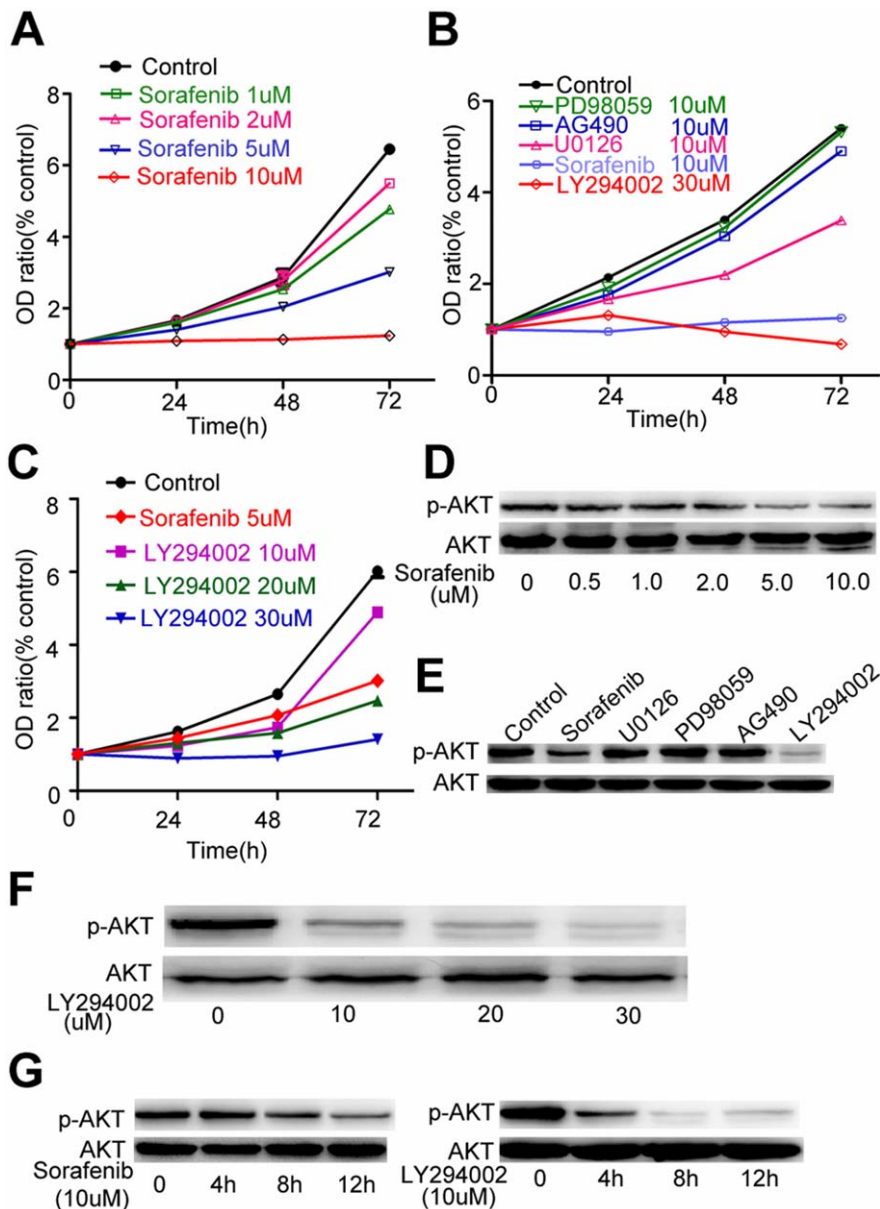 A
Control
Sorafenib 1uM
Sorafenib 2uM
Sorafenib 5uM
Sorafenib 10uM
OD ratio(% control)
8
6
4
2
0
0 24 48 72
Time(h)
B
Control
PD98059 10uM
AG490 10uM
U0126 10uM
Sorafenib 10uM
LY294002 30uM
OD ratio(% control)
6
4
2
0
0 24 48 72
Time(h)
C
Control
Sorafenib 5uM
LY294002 10uM
LY294002 20uM
LY294002 30uM
OD ratio(% control)
8
6
4
2
0
0 24 48 72
Time(h)
D
p-AKT
AKT
Sorafenib 0 0.5 1.0 2.0 5.0 10.0
(uM)
E
Control Sorafenib U0126 PD98059 AG490 LY294002
p-AKT
AKT
F
p-AKT
AKT
LY294002 0 10 20 30
(uM)
G
p-AKT
AKT
Sorafenib 0 4h 8h 12h
(10uM)
p-AKT
AKT
LY294002 0 4h 8h 12h
(10uM)